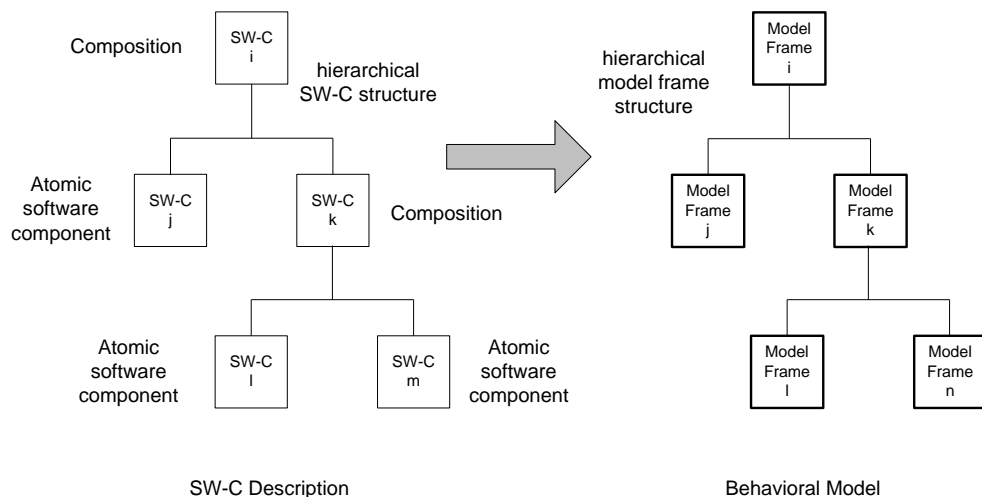 Composition
SW-C
i
hierarchical
SW-C structure
Atomic
software
component
SW-C
j
SW-C
k
Composition
Atomic
software
component
SW-C
l
SW-C
m
Atomic
software
component
SW-C Description
Model
Frame
i
hierarchical
model frame
structure
Model
Frame
j
Model
Frame
k
Model
Frame
l
Model
Frame
n
Behavioral Model